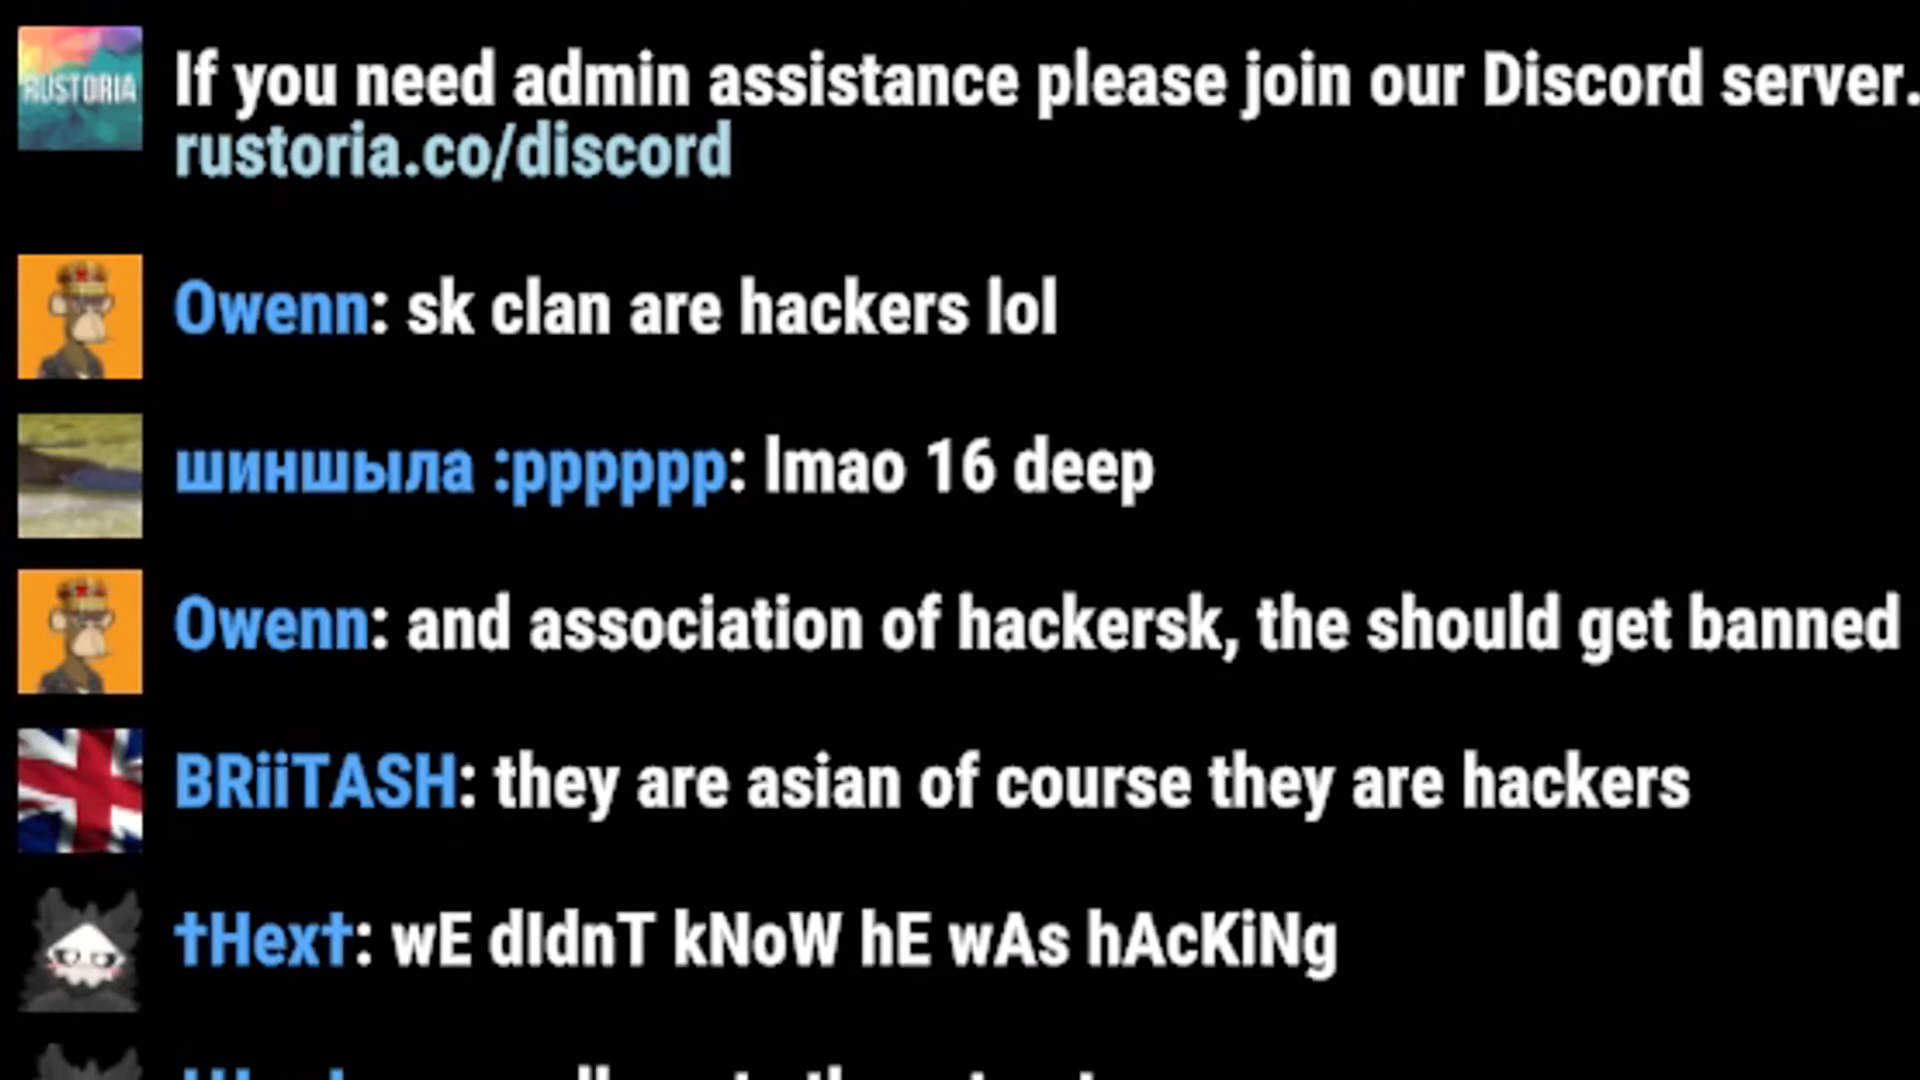 RUSTORIA
If you need admin assistance please join our Discord server.
rustoria.co/discord
Owenn: sk clan are hackers lol
шиншыла :pppppp: lmao 16 deep
Owenn: and association of hackersk, the should get banned
BRiiTASH: they are asian of course they are hackers
†Hex†: wE dIdnT kNoW hE wAs hAcKiNg